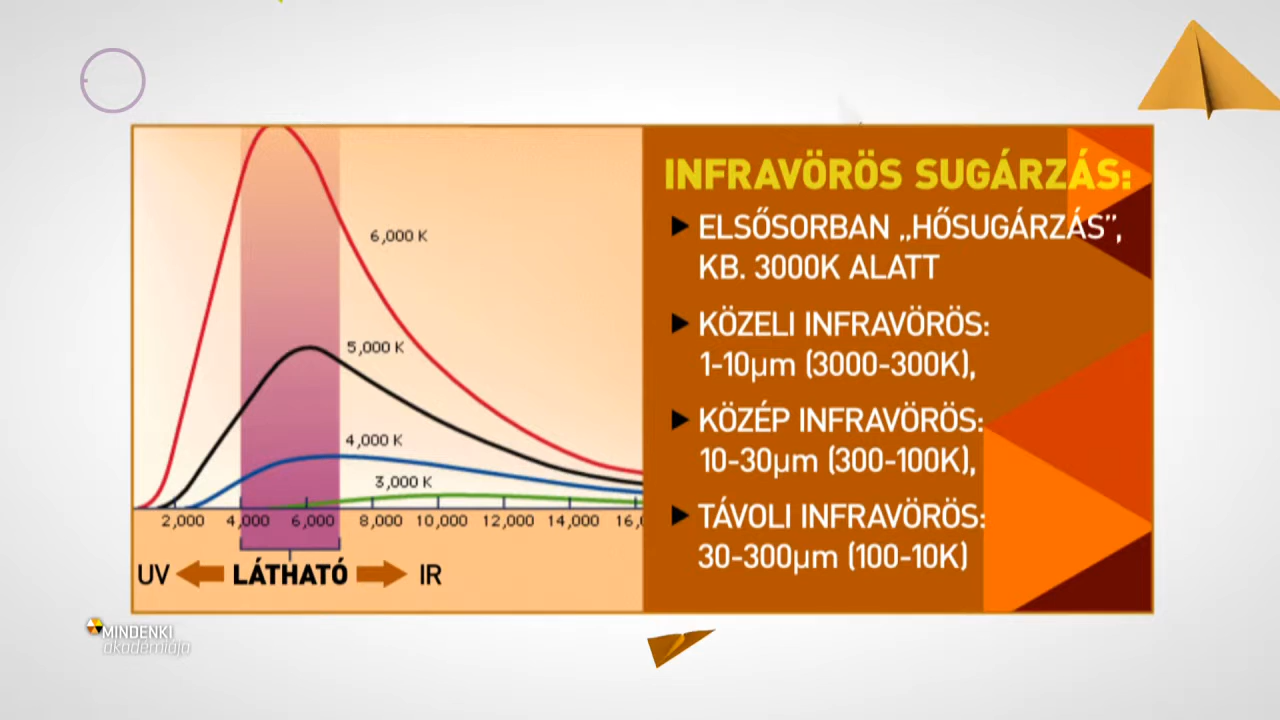 INFRAVÖRÖS SUGÁRZÁS:
ELSŐSORBAN „HŐSUGÁRZÁS”,
KB. 3000K ALATT
KÖZELI INFRAVÖRÖS:
1-10µm (3000-300K),
KÖZÉP INFRAVÖRÖS:
10-30µm (300-100K),
TÁVOLI INFRAVÖRÖS:
30-300µm (100-10K)
6,000 K
5,000 K
4,000 K
3,000 K
2,000 4,000 6,000 8,000 10,000 12,000 14,000 16,
UV LÁTHATÓ IR
MINDENKI
akadémiája